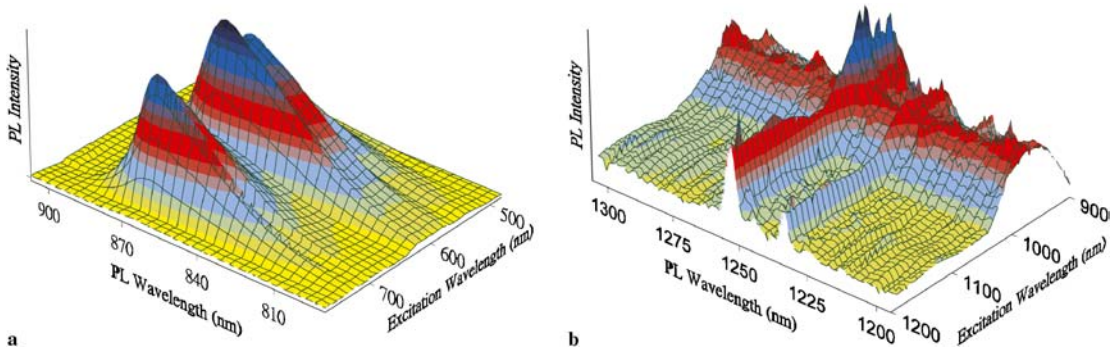 PL Intensity
900
870
840
810
PL Wavelength (nm)
700
600
500
Excitation Wavelength (nm)
a
PL Intensity
1300
1275
1250
1225
1200
PL Wavelength (nm)
1200
1100
1000
900
Excitation Wavelength (nm)
b